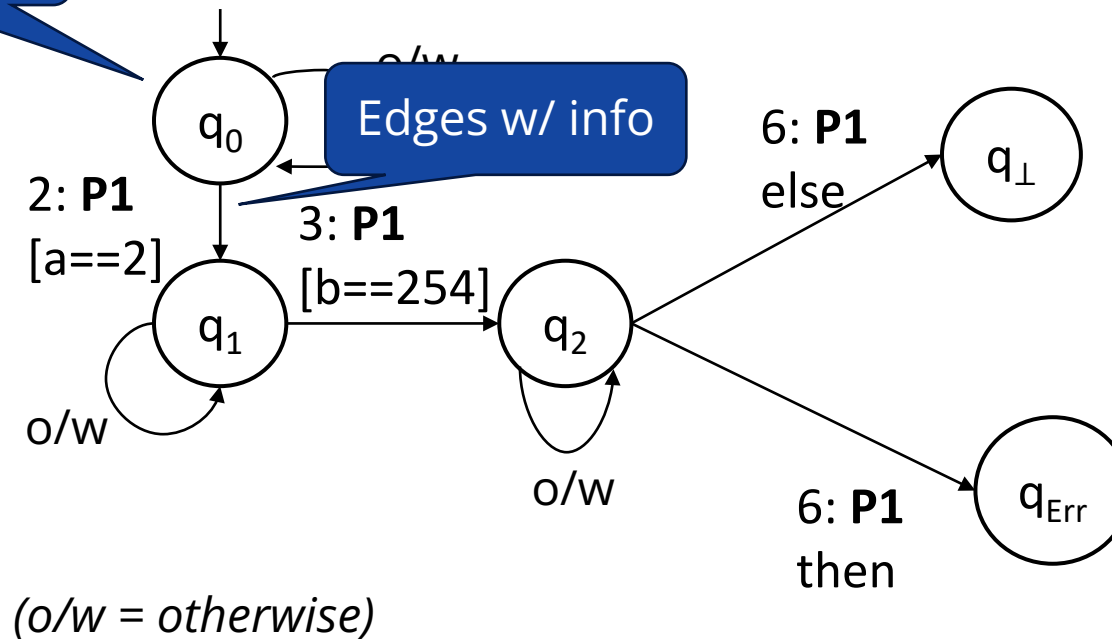 o/w
Edges w/ info
q₀
6: P1
else
q⊥
2: P1
[a==2]
3: P1
[b==254]
q₁
q₂
o/w
o/w
6: P1
then
qErr
(o/w = otherwise)